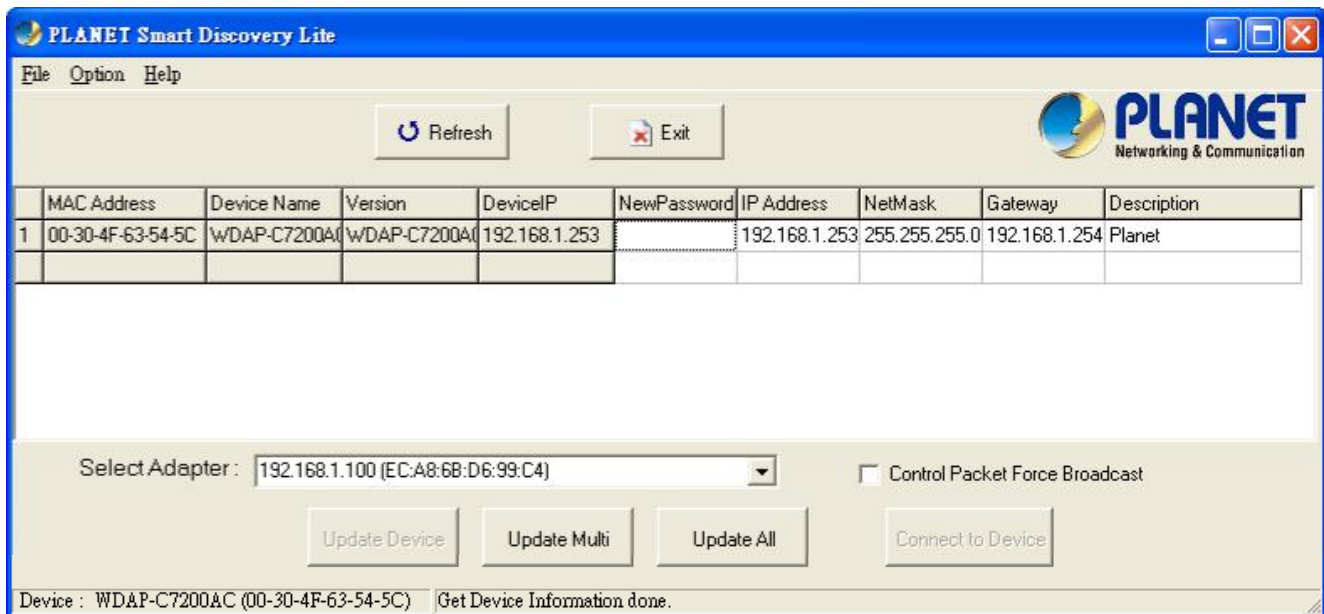 PLANET Smart Discovery Lite
File Option Help
Refresh Exit
PLANET
Networking & Communication
MAC Address Device Name Version DeviceIP NewPassword IP Address NetMask Gateway Description
1 00-30-4F-63-54-5C WDAP-C7200A WDAP-C7200A 192.168.1.253 192.168.1.253 255.255.255.0 192.168.1.254 Planet
Select Adapter : 192.168.1.100 (EC:A8:6B:D6:99:C4) Control Packet Force Broadcast
Update Device Update Multi Update All Connect to Device
Device : WDAP-C7200AC (00-30-4F-63-54-5C) Get Device Information done.